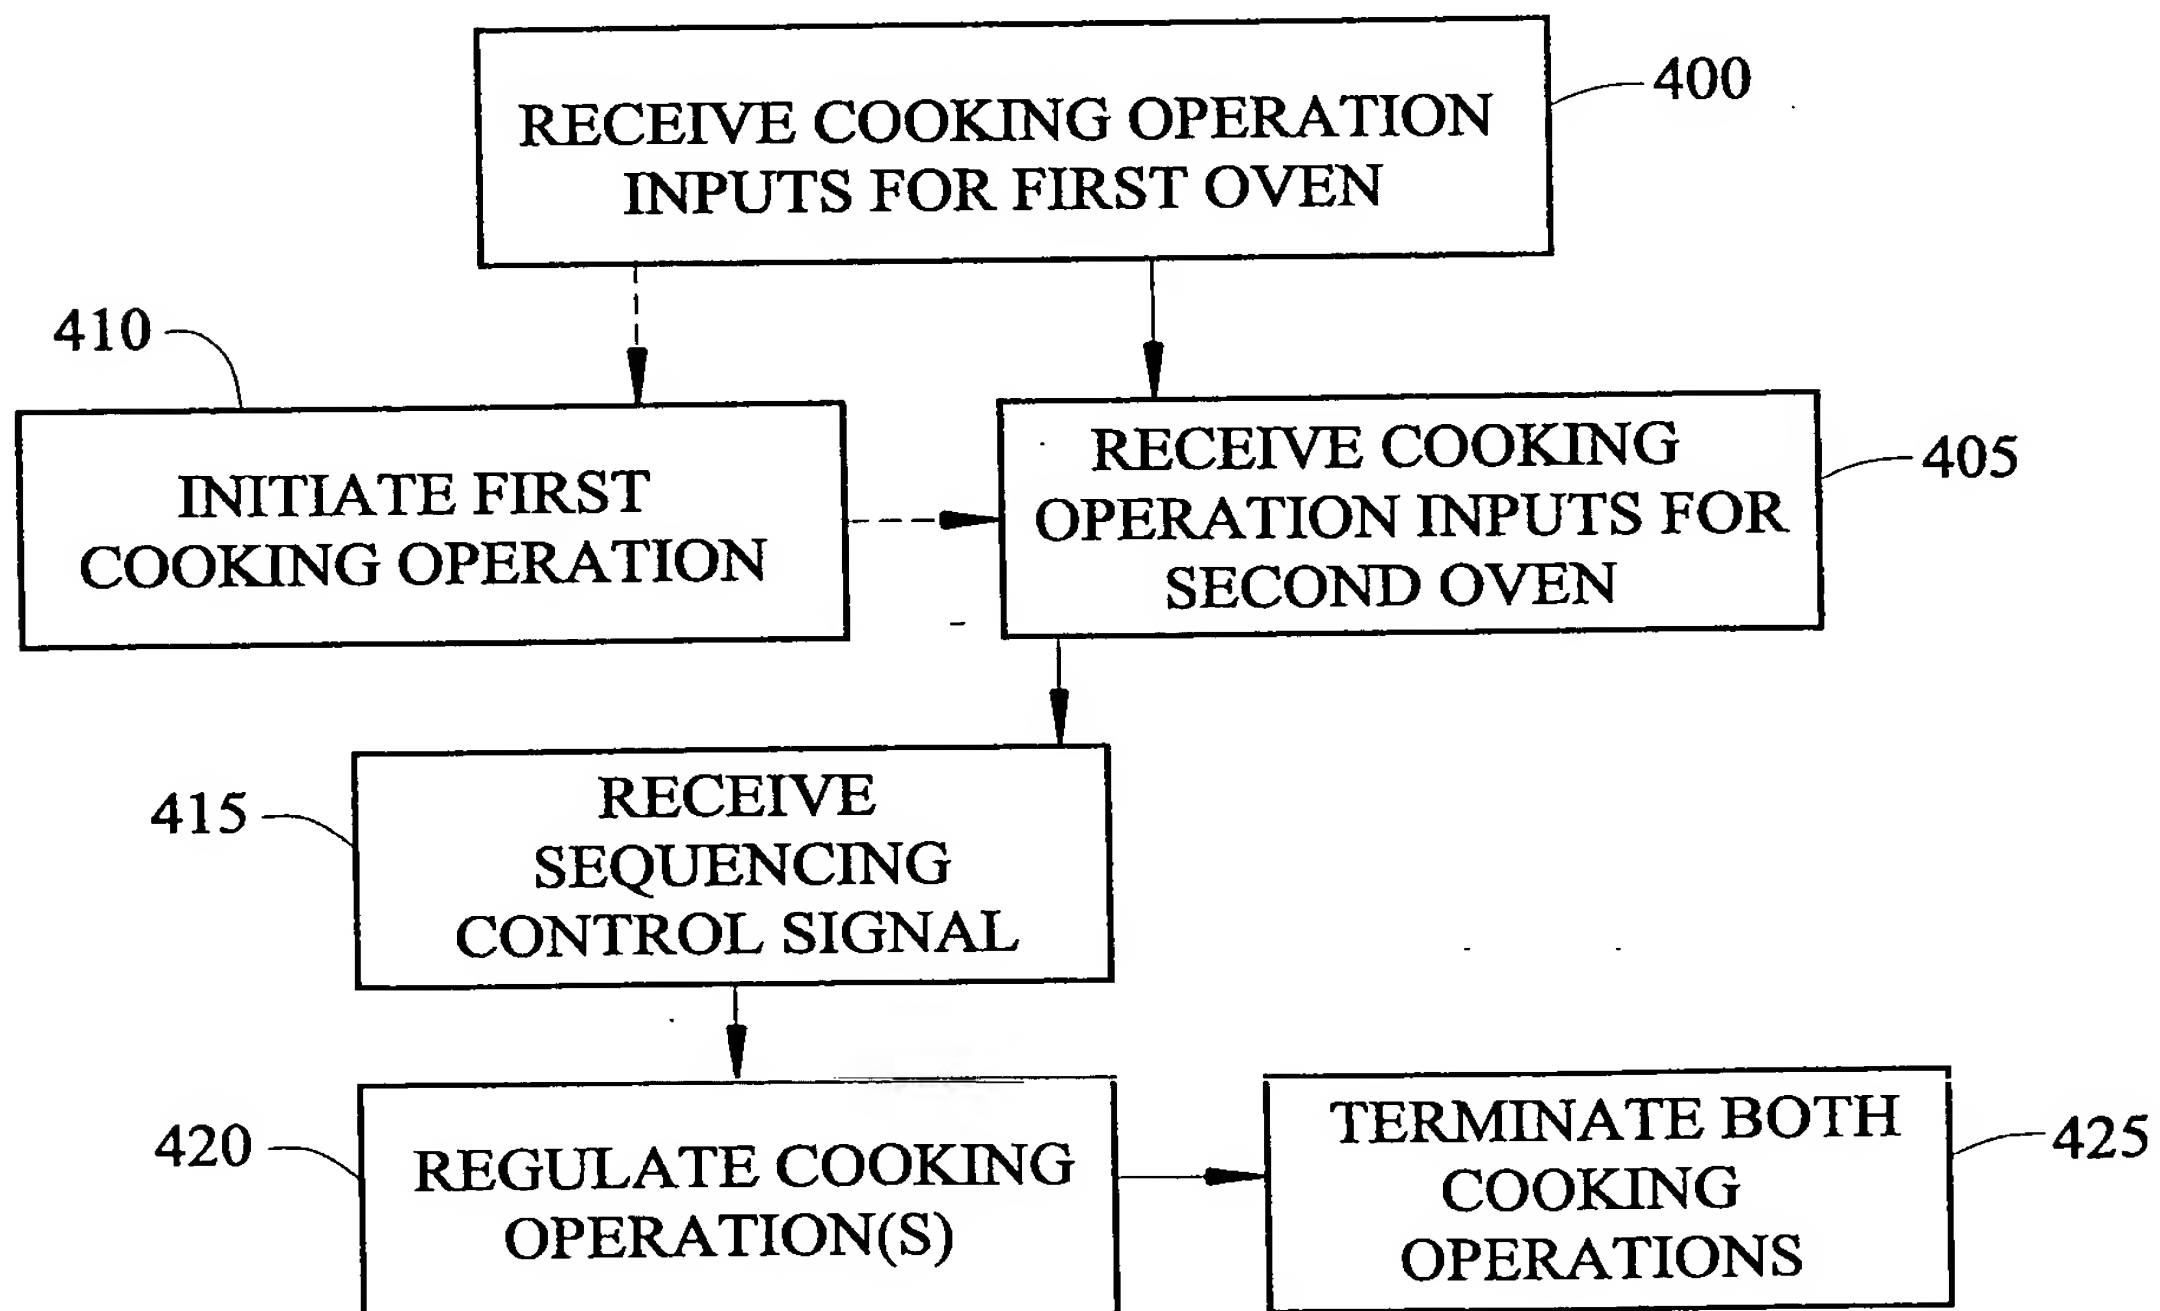 RECEIVE COOKING OPERATION
INPUTS FOR FIRST OVEN
400
410
INITIATE FIRST
COOKING OPERATION
RECEIVE COOKING
OPERATION INPUTS FOR
SECOND OVEN
405
415
RECEIVE
SEQUENCING
CONTROL SIGNAL
420
REGULATE COOKING
OPERATION(S)
TERMINATE BOTH
COOKING
OPERATIONS
425